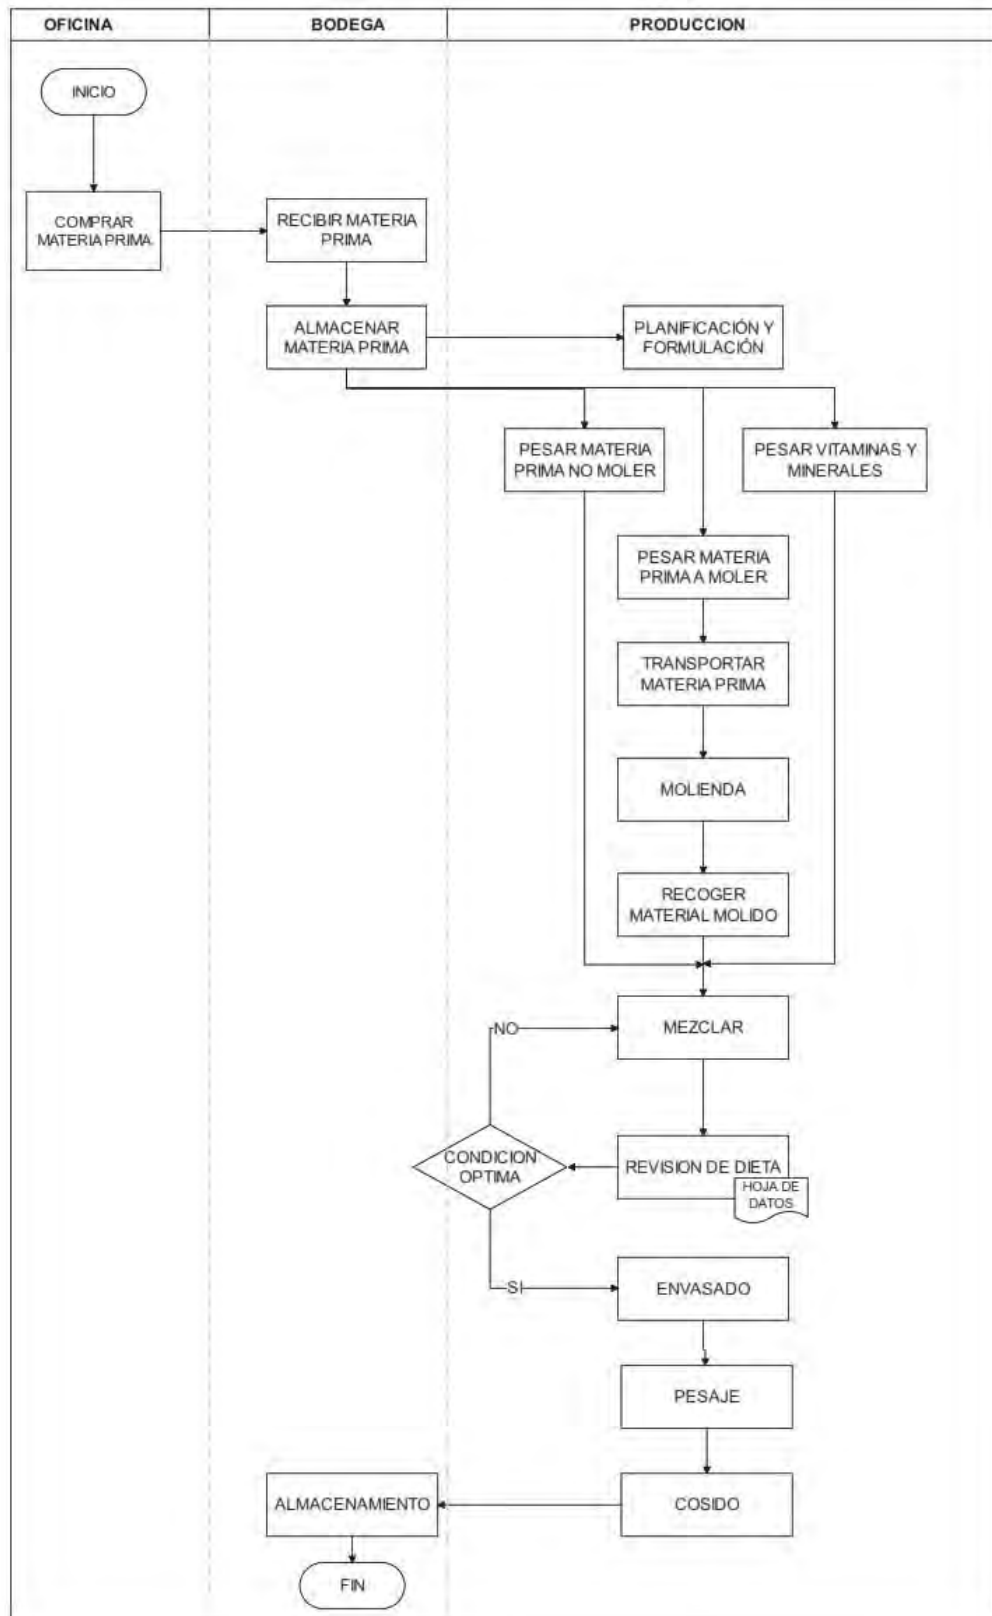 OFICINA
BODEGA
PRODUCCION
INICIO
COMPRAR
MATERIA PRIMA
RECIBIR MATERIA
PRIMA
ALMACENAR
MATERIA PRIMA
PLANIFICACIÓN Y
FORMULACIÓN
PESAR MATERIA
PRIMA NO MOLER
PESAR VITAMINAS Y
MINERALES
PESAR MATERIA
PRIMA A MOLER
TRANSPORTAR
MATERIA PRIMA
MOLIENDA
RECOGER
MATERIAL MOLIDO
NO
MEZCLAR
CONDICION
OPTIMA
REVISION DE DIETA
HOJA DE
DATOS
SI
ENVASADO
PESAJE
ALMACENAMIENTO
COSIDO
FIN